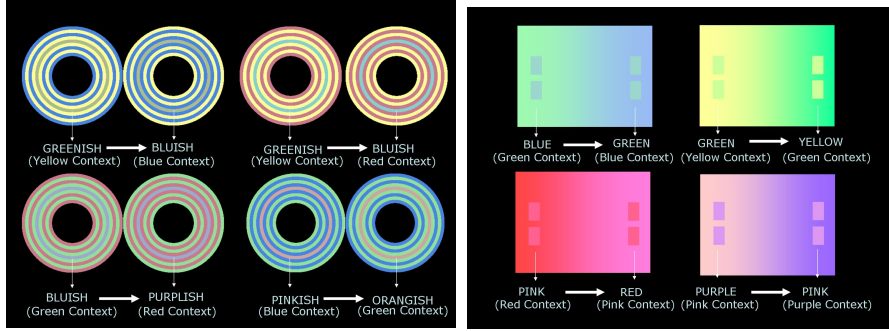 GREENISH BLUISH
(Yellow Context) (Blue Context)
GREENISH BLUISH
(Yellow Context) (Red Context)
BLUISH PURPLISH
(Green Context) (Red Context)
PINKISH ORANGISH
(Blue Context) (Green Context)
BLUE GREEN
(Green Context) (Blue Context)
GREEN YELLOW
(Yellow Context) (Green Context)
PINK RED
(Red Context) (Pink Context)
PURPLE PINK
(Pink Context) (Purple Context)